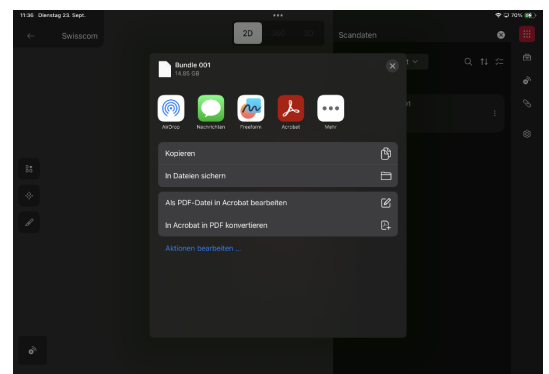 11:36 Dienstag 23. Sept.
70%
Swisscom
2D
360
3D
Scandaten
Bundle 001
14.95 GB
AirDrop
Nachrichten
Freeform
Acrobat
Mehr
Kopieren
In Dateien sichern
Als PDF-Datei in Acrobat bearbeiten
In Acrobat in PDF konvertieren
Aktionen bearbeiten ...